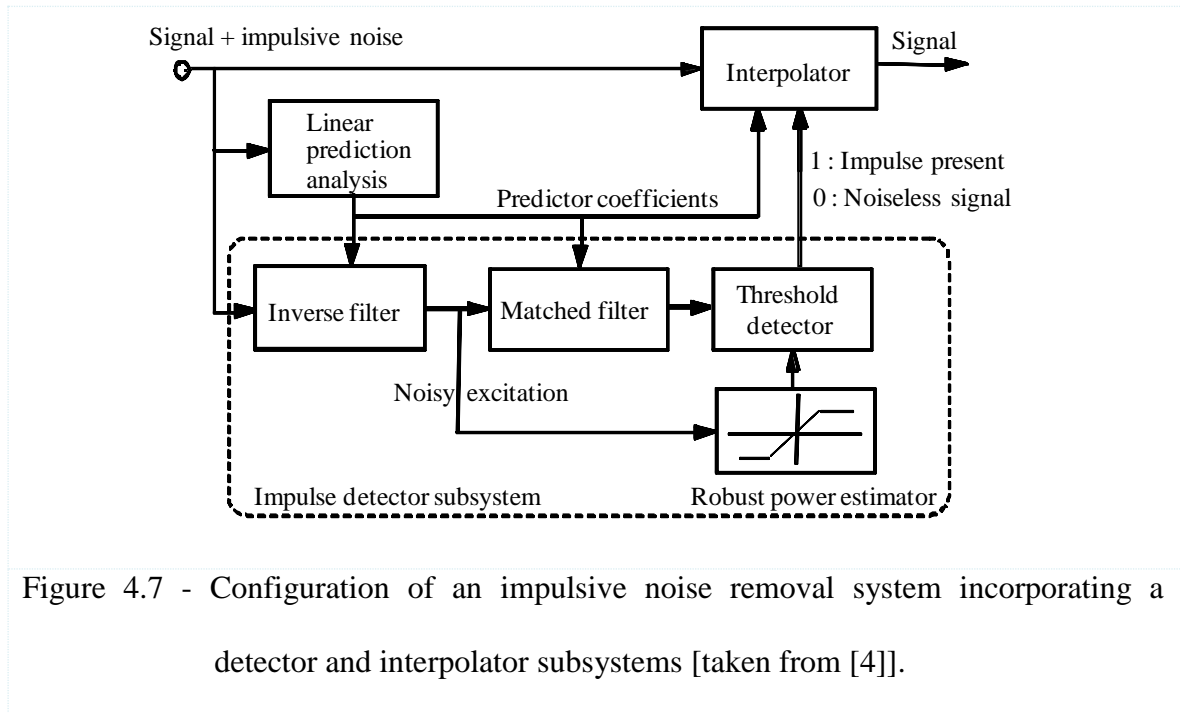 Signal + impulsive noise
Signal
Interpolator
Linear
prediction
analysis
1 : Impulse present
0 : Noiseless signal
Predictor coefficients
Inverse filter
Matched filter
Threshold
detector
Noisy excitation
Impulse detector subsystem
Robust power estimator
Figure 4.7 - Configuration of an impulsive noise removal system incorporating a
detector and interpolator subsystems [taken from [4]].